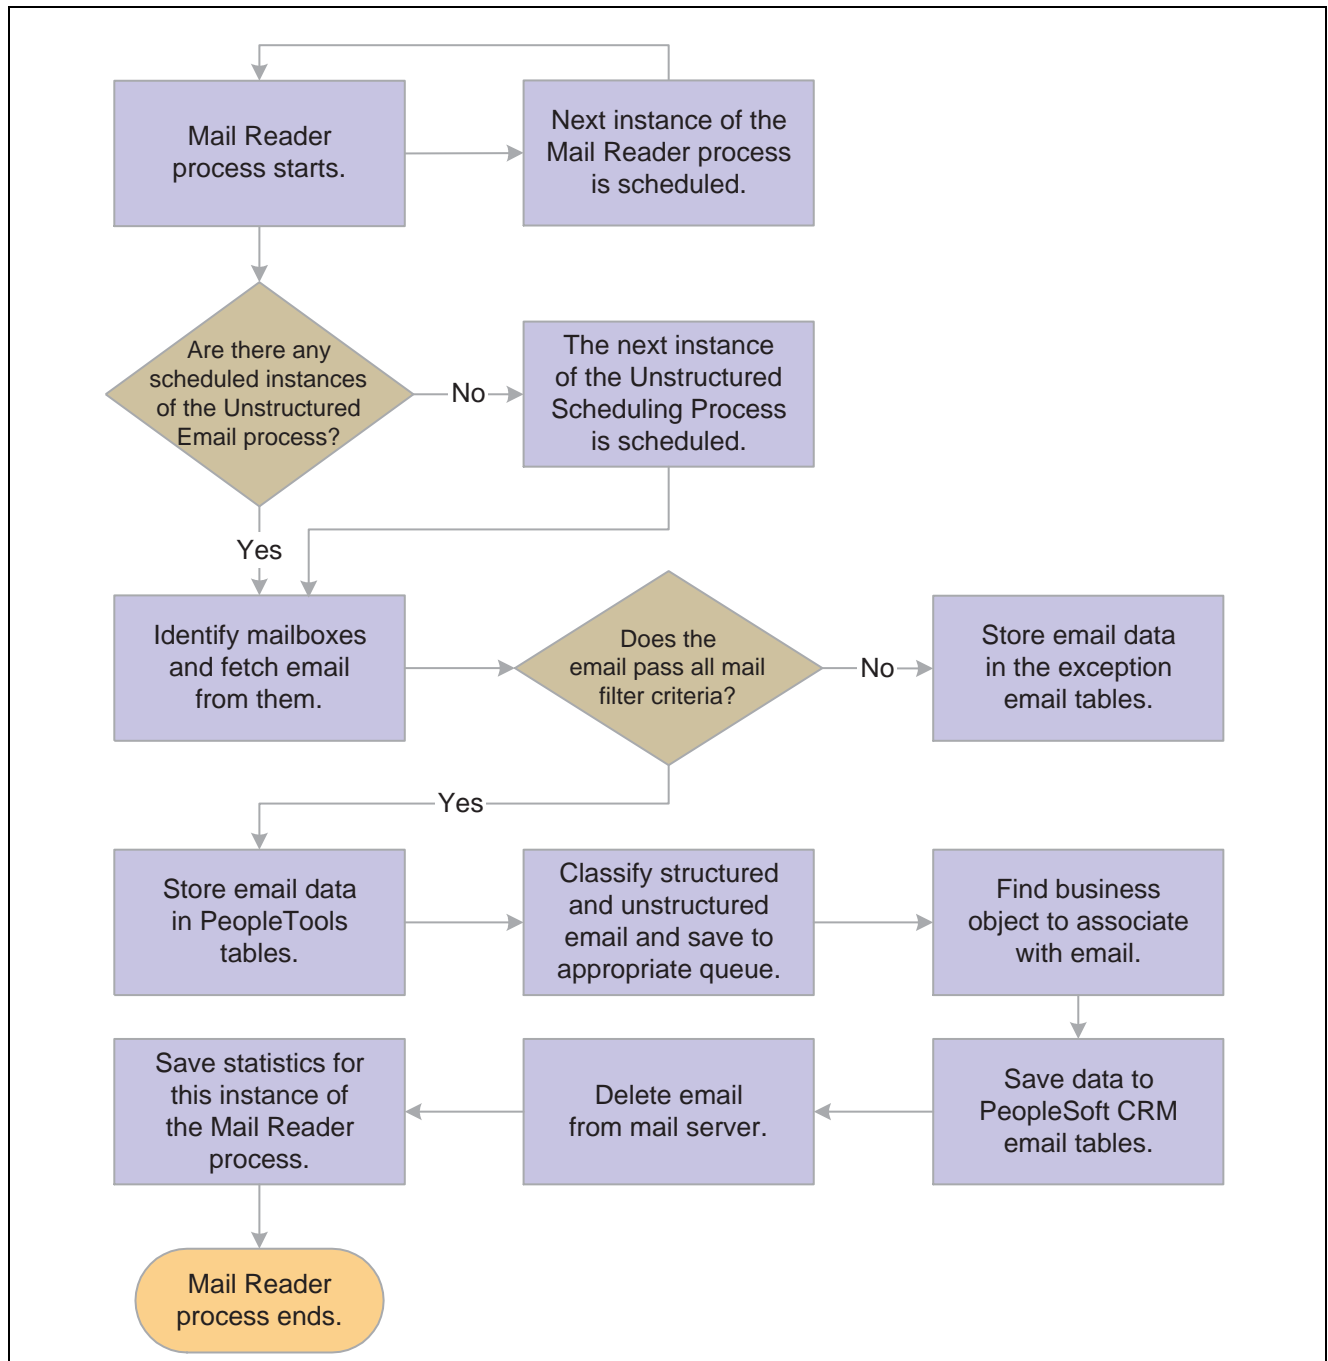 Mail Reader
process starts.
Next instance of the
Mail Reader process
is scheduled.
Are there any
scheduled instances
of the Unstructured
Email process?
No
The next instance
of the Unstructured
Scheduling Process
is scheduled.
Yes
Identify mailboxes
and fetch email
from them.
Does the
email pass all mail
filter criteria?
No
Store email data
in the exception
email tables.
Yes
Store email data
in PeopleTools
tables.
Classify structured
and unstructured
email and save to
appropriate queue.
Find business
object to associate
with email.
Save data to
PeopleSoft CRM
email tables.
Delete email
from mail server.
Save statistics for
this instance of
the Mail Reader
process.
Mail Reader
process ends.